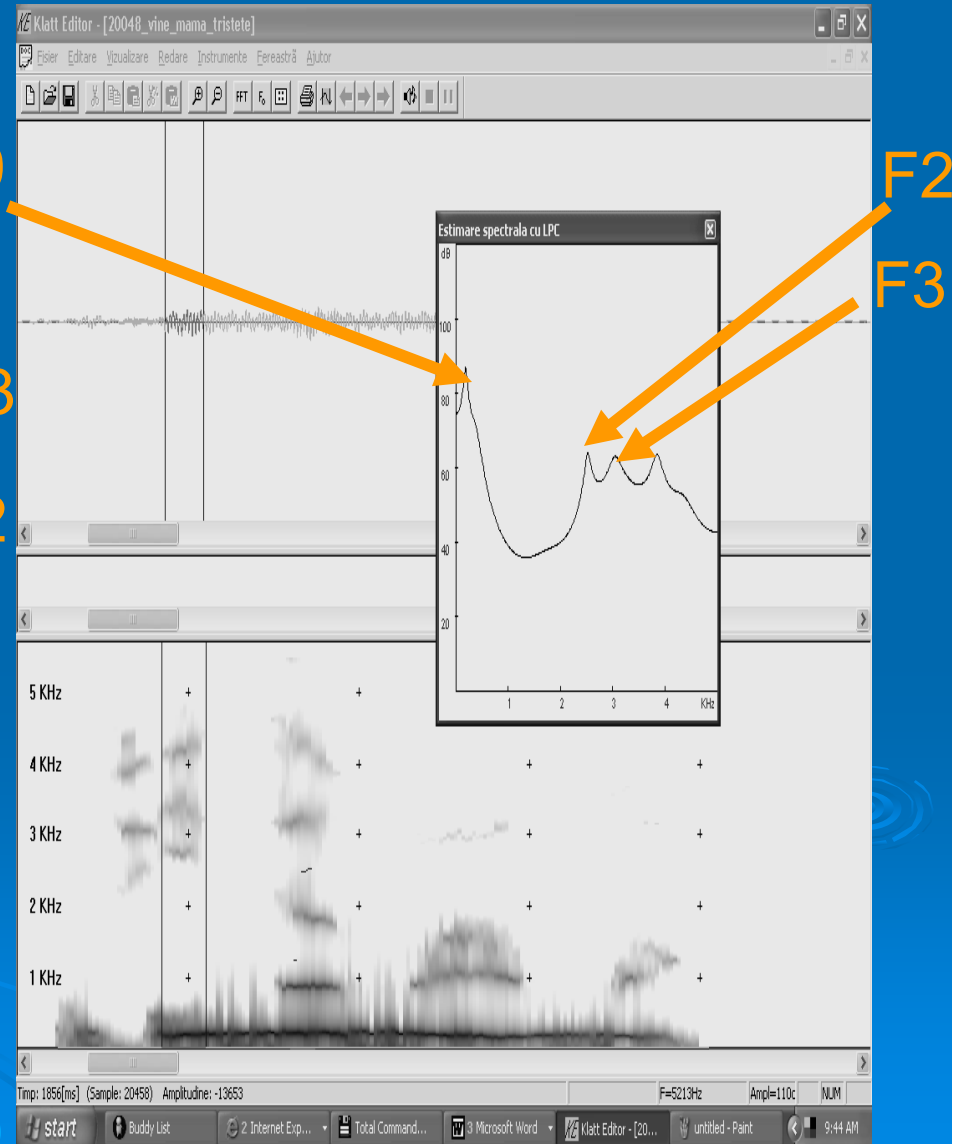 Klatt Editor - [20048_vine_mama_tristete]
Fisier Editare Vizualizare Redare Instrumente Fereastră Ajutor
FFT F₀
F2
F3
Estimare spectrala cu LPC
dB
100
80
60
40
20
1 2 3 4 KHz
5 KHz
4 KHz
3 KHz
2 KHz
1 KHz
Timp: 1856[ms] (Sample: 20458) Amplitudine: -13653 F=5213Hz Ampl=110c NUM
start Buddy List 2 Internet Exp... Total Command... 3 Microsoft Word Klatt Editor - [20... untitled - Paint 9:44 AM